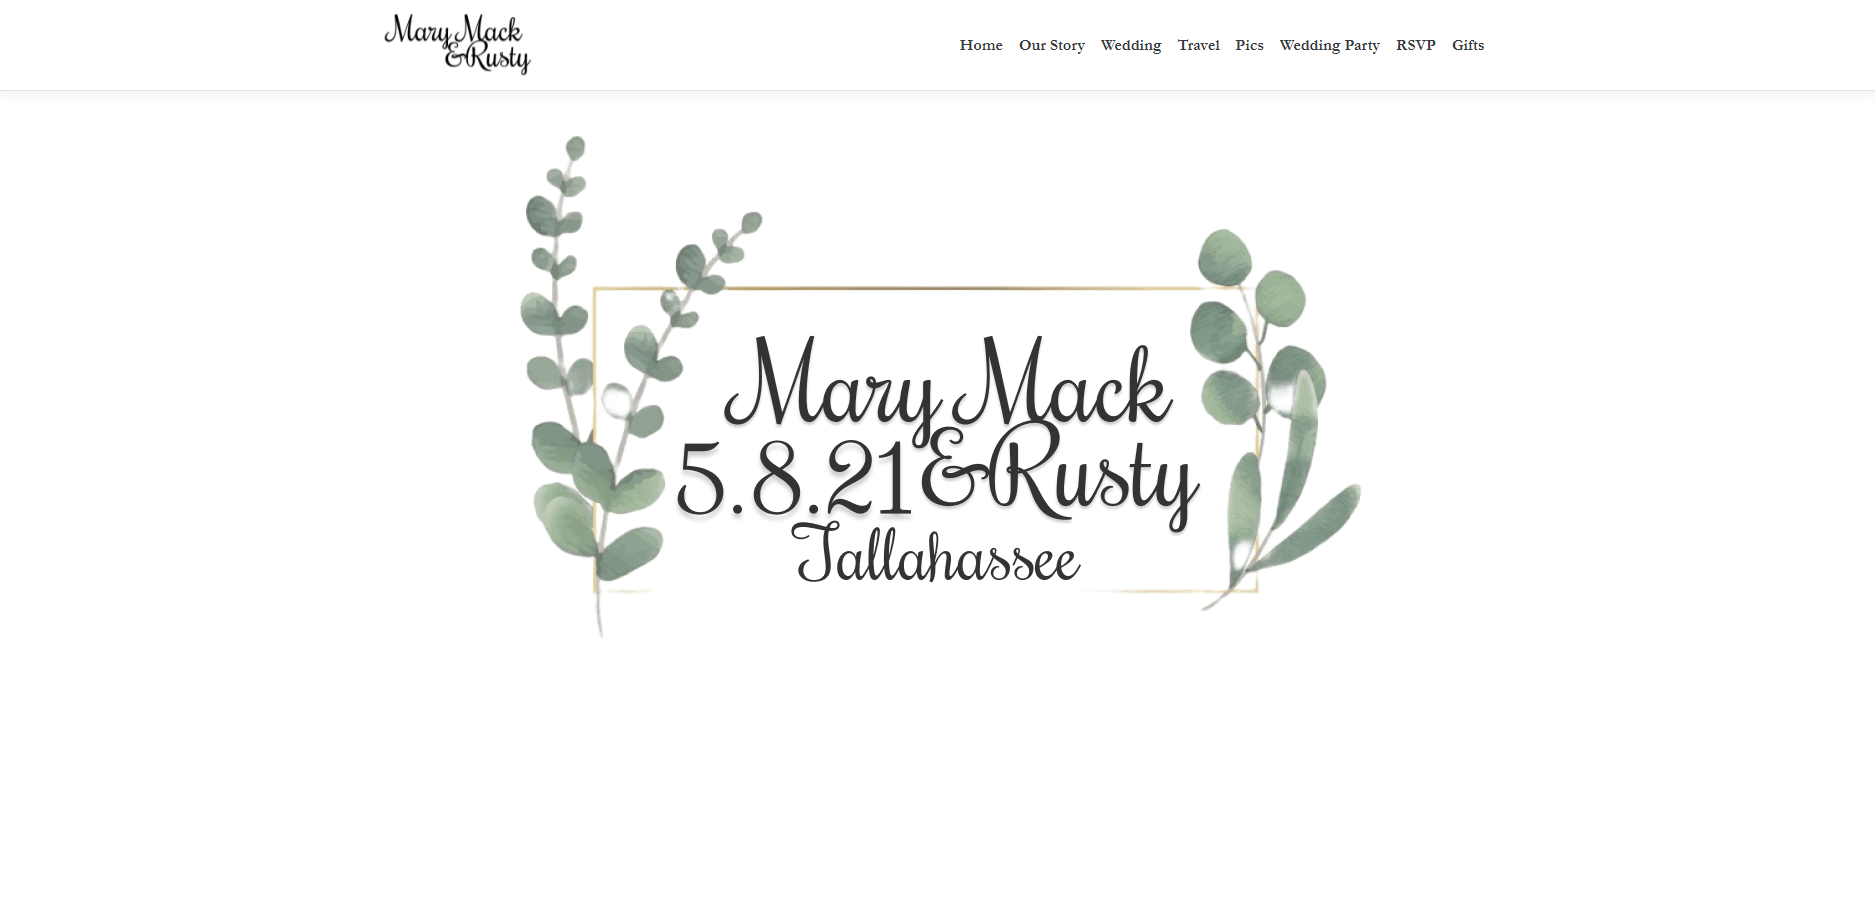 Mary Mack
&Rusty
Home Our Story Wedding Travel Pics Wedding Party RSVP Gifts
Mary Mack
5.8.21 &Rusty
Tallahassee